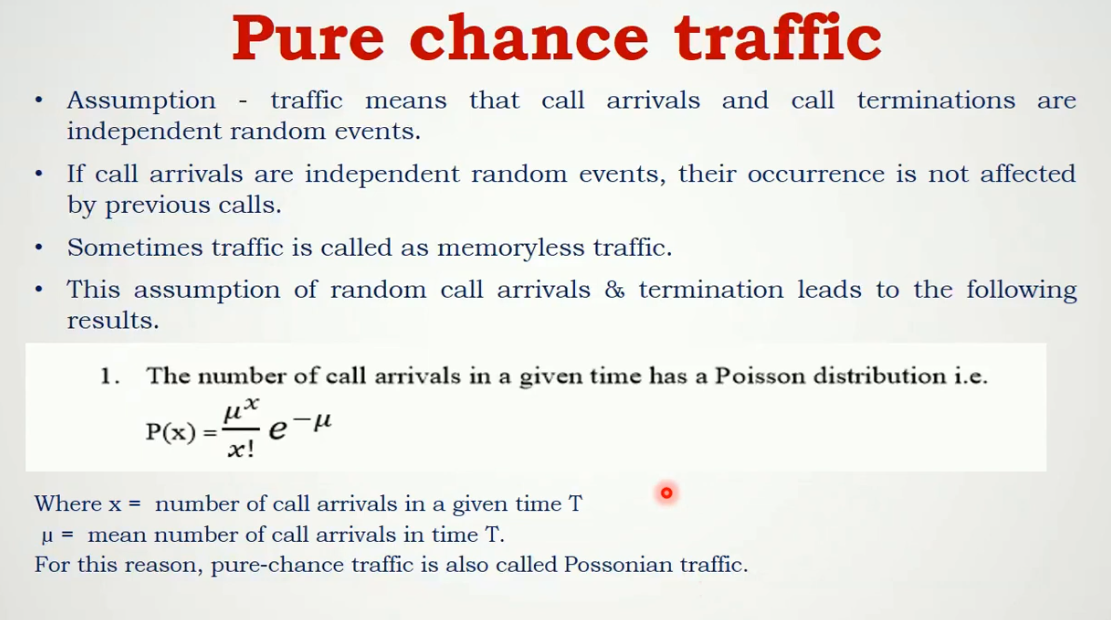 Pure chance traffic
• Assumption - traffic means that call arrivals and call terminations are
independent random events.
• If call arrivals are independent random events, their occurrence is not affected
by previous calls.
• Sometimes traffic is called as memoryless traffic.
• This assumption of random call arrivals & termination leads to the following
results.
1. The number of call arrivals in a given time has a Poisson distribution i.e.
P(x) = μ^x / x! e^−μ
Where x = number of call arrivals in a given time T
μ = mean number of call arrivals in time T.
For this reason, pure-chance traffic is also called Possonian traffic.